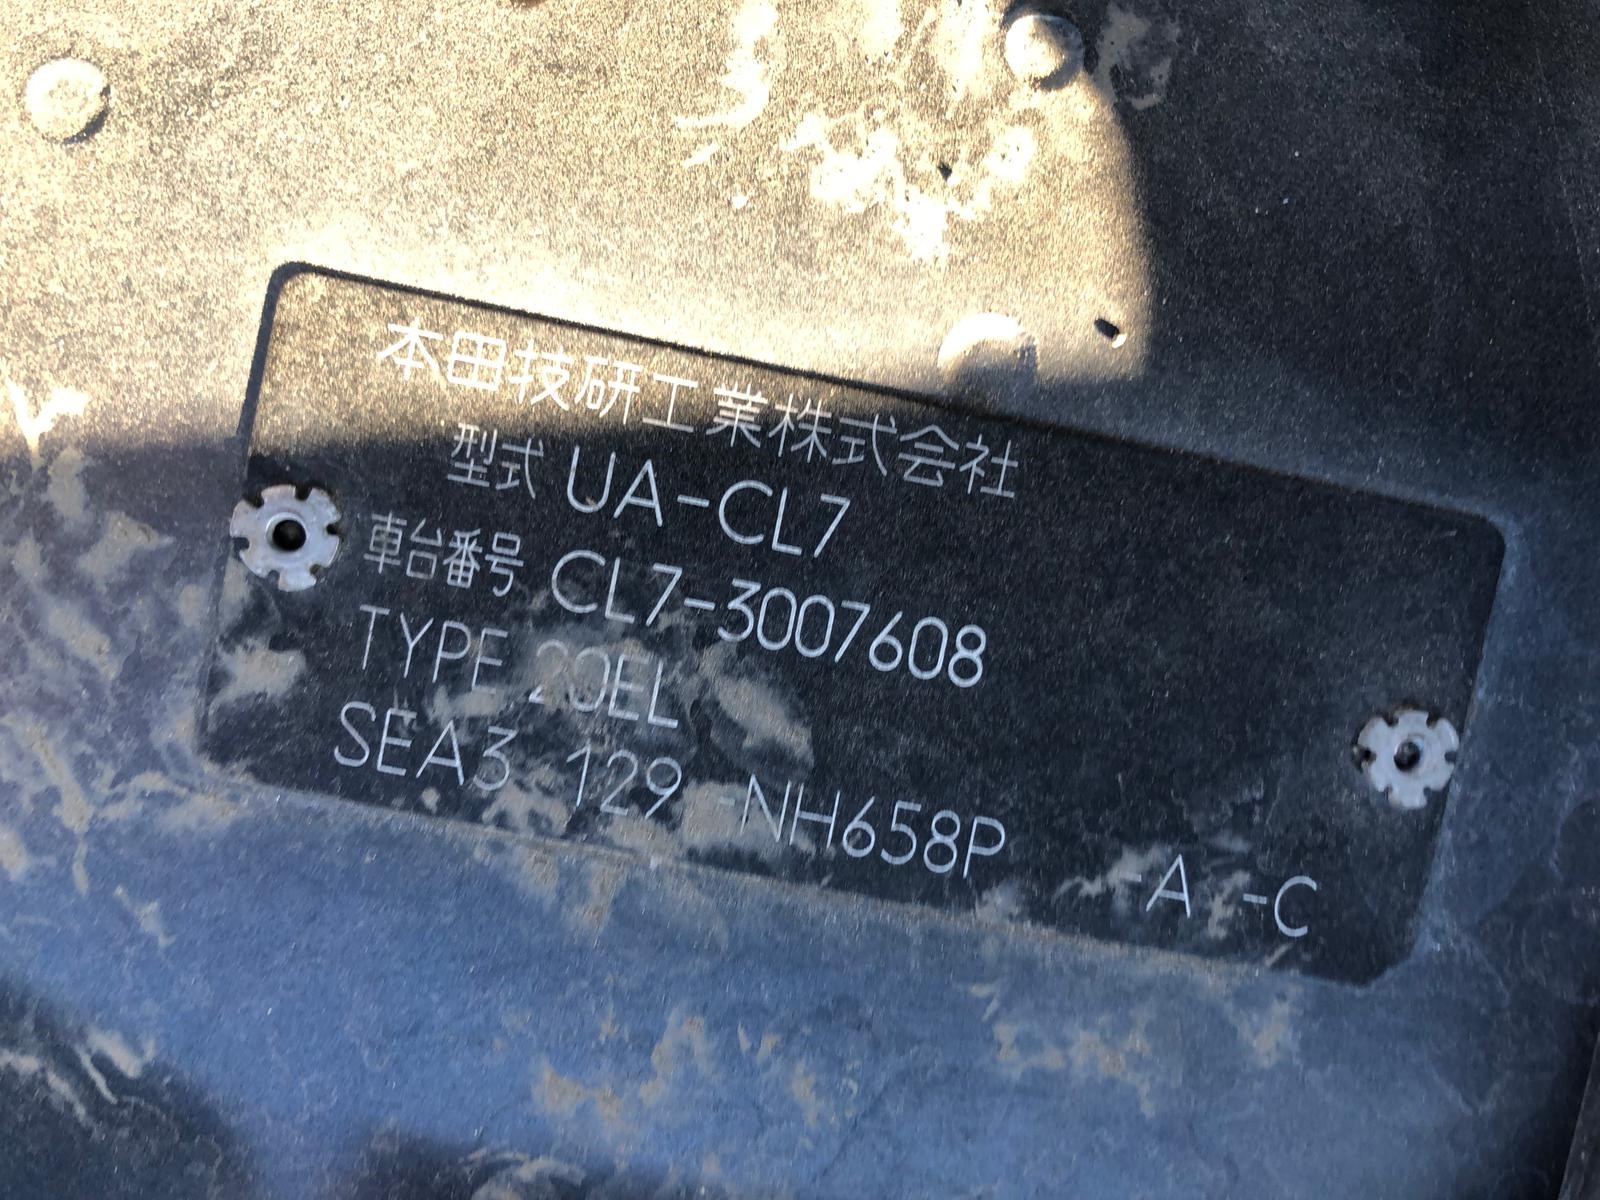 本田技研工業株式会社
型式 UA-CL7
車台番号 CL7-3007608
TYPE 20EL
SEA3 129 -NH658P -A -C